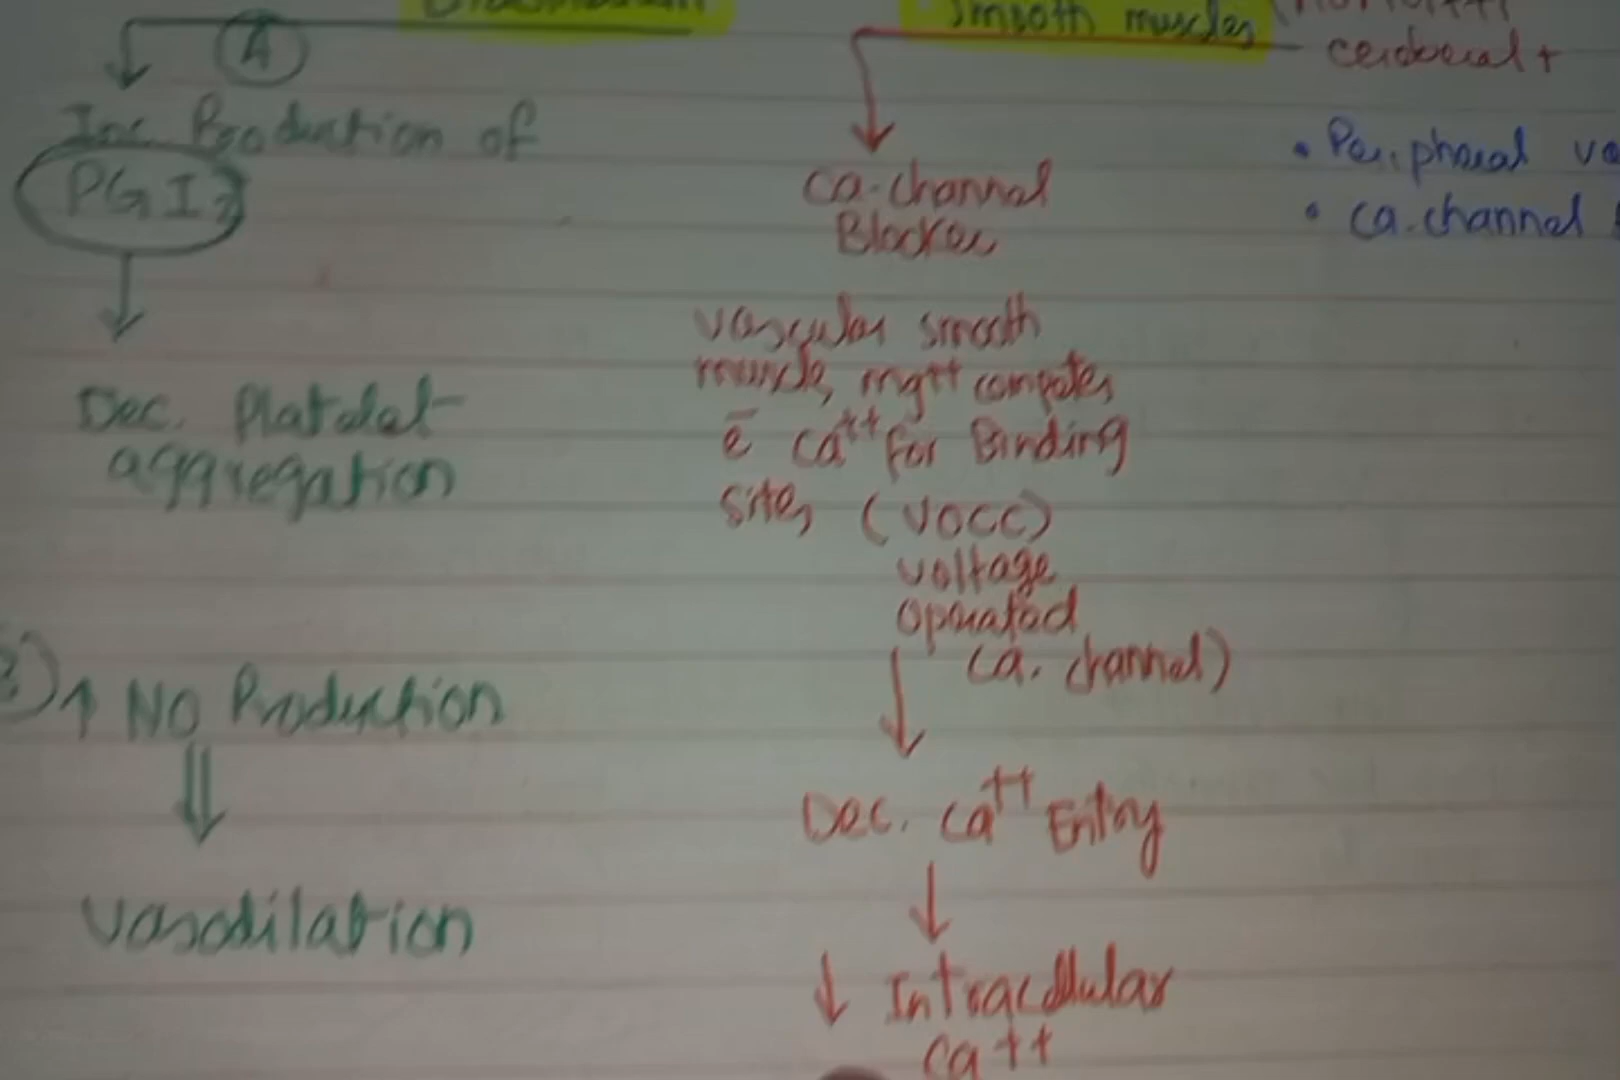 Smooth muscles
cerebral +
A
Inc. Production of
PGI2
Dec. Platelet
aggregation
↑ NO Production
vasodilation
Ca-channel
Blocker
vascular smooth
muscle, mg++ competes
c̄ Ca++ for Binding
sites (VOCC)
voltage
operated
Ca. channel)
Dec. Ca++ Entry
↓ Intracellular
Ca++
• Peripheral
• Ca. channel